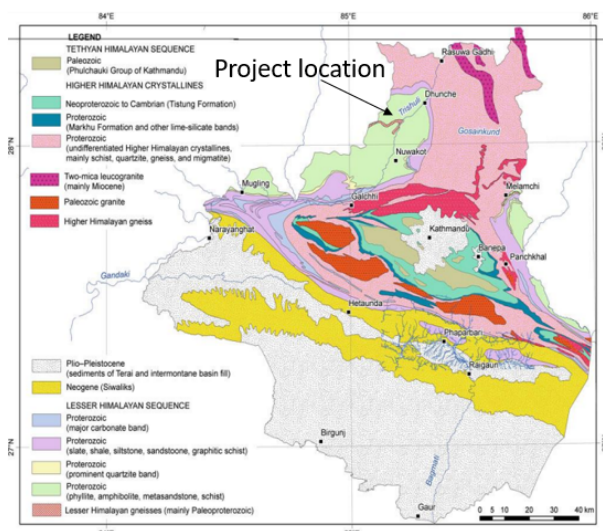 84°E
85°E
86°E
LEGEND
TETHYAN HIMALAYAN SEQUENCE
Paleozoic
(Phulchauki Group of Kathmandu)
HIGHER HIMALAYAN CRYSTALLINES
Neoproterozoic to Cambrian (Tistung Formation)
Proterozoic
(Markhu Formation and other lime-silicate bands)
Proterozoic
(undifferentiated Higher Himalayan crystallines,
mainly schist, quartzite, gneiss, and migmatite)
Two-mica leucogranite
(mainly Miocene)
Paleozoic granite
Higher Himalayan gneiss
Project location
Rasuwa Gadhi
Dhunche
Trishuli
Gosainkund
28°N
Nuwakot
Mugling
Galchhi
Melamchi
Narayanghat
Kathmandu
Banepa
Panchkhal
Gandaki
Hetaunda
Phaparbari
Raigaun
Plio–Pleistocene
(sediments of Terai and intermontane basin fill)
Neogene (Siwaliks)
LESSER HIMALAYAN SEQUENCE
Proterozoic
(major carbonate band)
Proterozoic
(slate, shale, siltstone, sandstoone, graphitic schist)
Proterozoic
(prominent quartzite band)
Proterozoic
(phyllite, amphibolite, metasandstone, schist)
Lesser Himalayan gneisses (mainly Paleoproterozoic)
27°N
Birgunj
Bagmati
Gaur
0 10 20 30 40 km